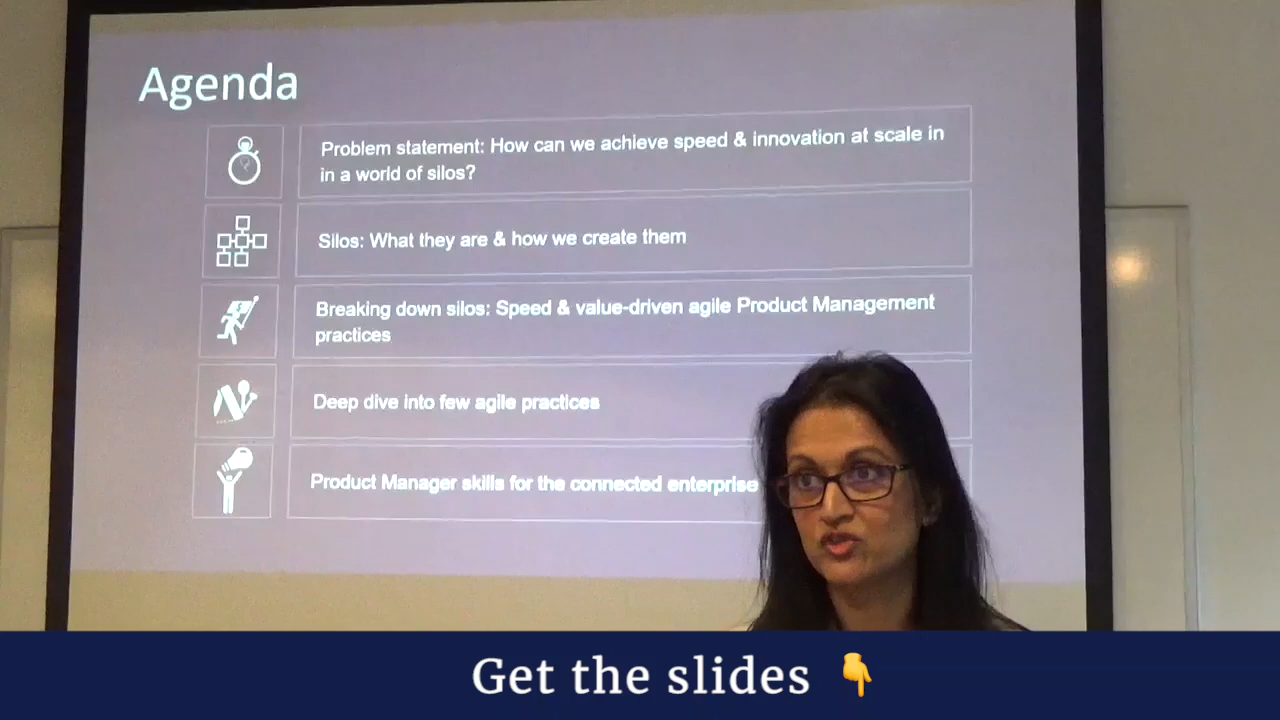 Agenda
Problem statement: How can we achieve speed & innovation at scale in
in a world of silos?
Silos: What they are & how we create them
Breaking down silos: Speed & value-driven agile Product Management
practices
Deep dive into few agile practices
Product Manager skills for the connected enterprise
Get the slides 👇